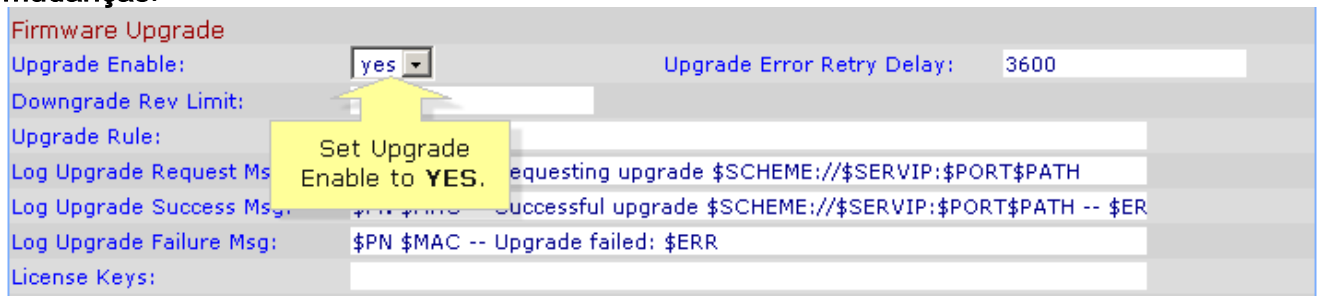 Firmware Upgrade
Upgrade Enable: yes Upgrade Error Retry Delay: 3600
Downgrade Rev Limit:
Upgrade Rule:
Set Upgrade
Enable to YES.
Log Upgrade Request equesting upgrade $SCHEME://$SERVIP:$PORT$PATH
Log Upgrade Success Msg: Successful upgrade $SCHEME://$SERVIP:$PORT$PATH -- $ER
Log Upgrade Failure Msg: $PN $MAC -- Upgrade failed: $ERR
License Keys: